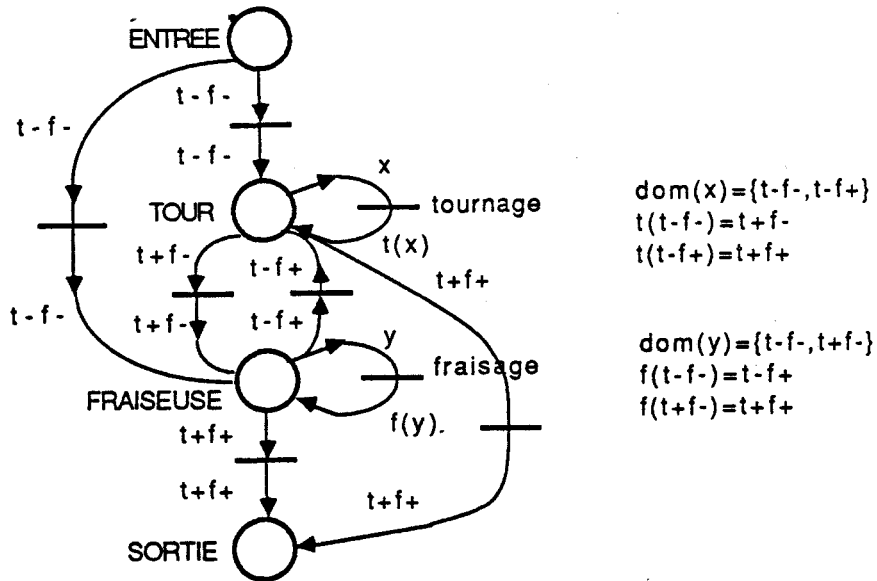 ENTREE
t-f-
t-f-
t-f-
x
TOUR
tournage
t(x)
t+f-
t-f+
t+f+
t-f-
t+f-
t-f+
y
fraisage
FRAISEUSE
f(y).
t+f+
t+f+
t+f+
SORTIE
dom(x)={t-f-,t-f+}
t(t-f-)=t+f-
t(t-f+)=t+f+
dom(y)={t-f-,t+f-}
f(t-f-)=t-f+
f(t+f-)=t+f+